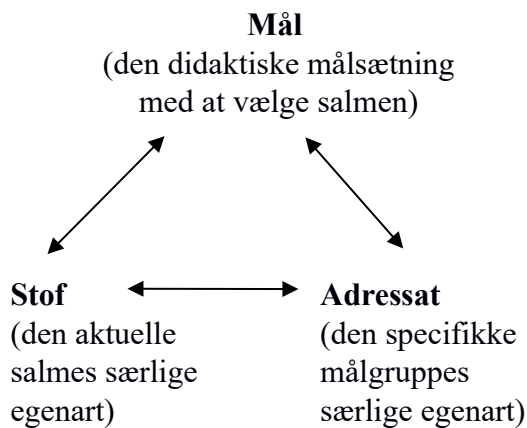 Mål
(den didaktiske målsætning
med at vælge salmen)
Stof
(den aktuelle
salmes særlige
egenart)
Adressat
(den specifikke
målgruppes
særlige egenart)